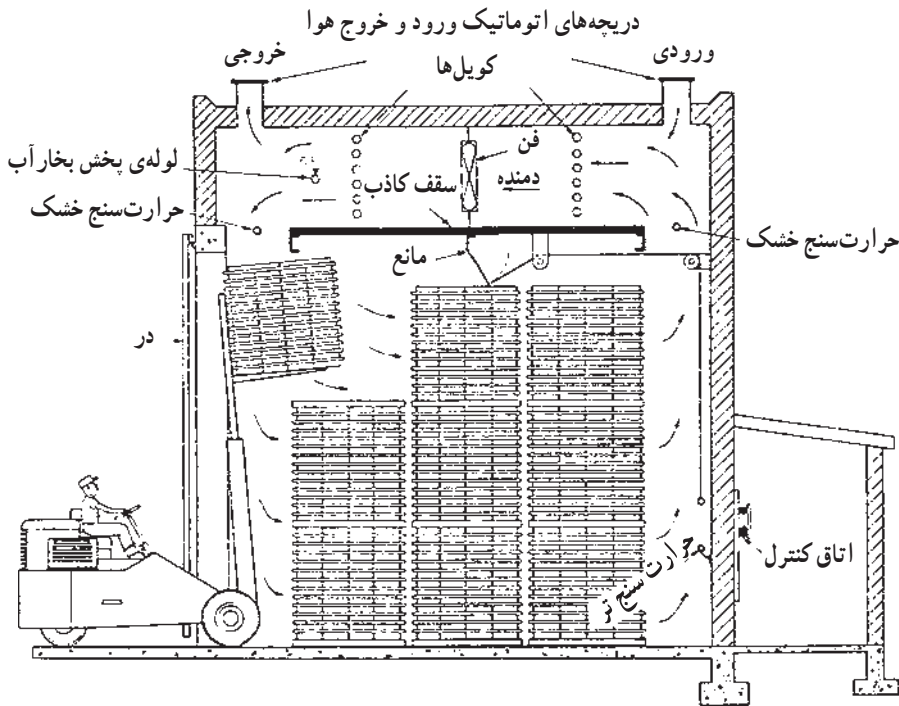 دریچه‌های اتوماتیک ورود و خروج هوا
ورودی
خروجی
کویل‌ها
فن
دمنده
لوله‌ی پخش بخار آب
سقف کاذب
حرارت‌سنج خشک
حرارت‌سنج خشک
مانع
در
حرارت‌سنج تر
اتاق کنترل